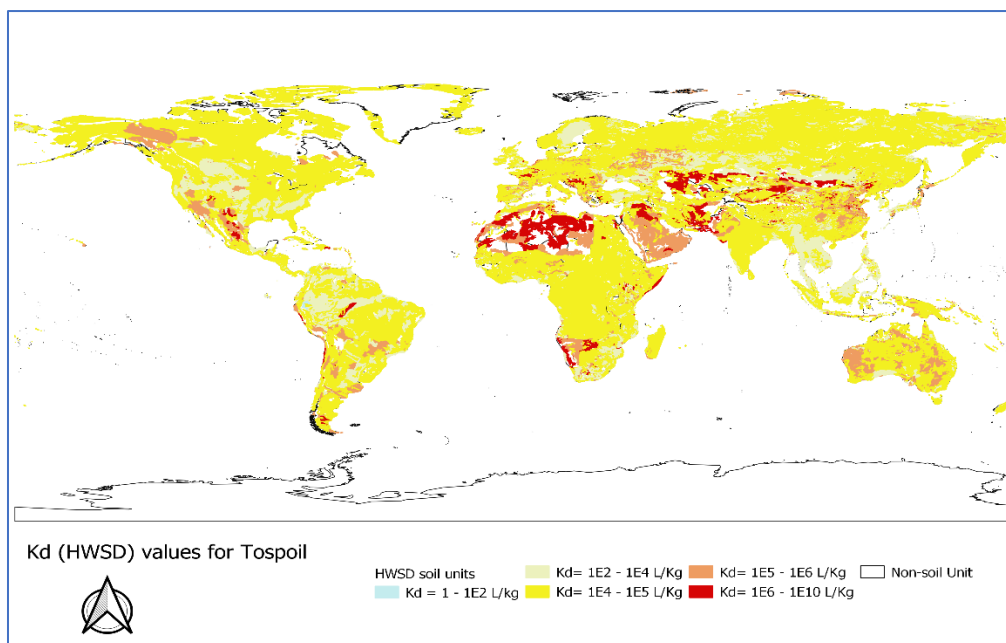 Kd (HWSD) values for Tospoil
HWSD soil units
Kd = 1 - 1E2 L/kg
Kd= 1E2 - 1E4 L/Kg
Kd= 1E4 - 1E5 L/Kg
Kd= 1E5 - 1E6 L/Kg
Kd= 1E6 - 1E10 L/Kg
Non-soil Unit